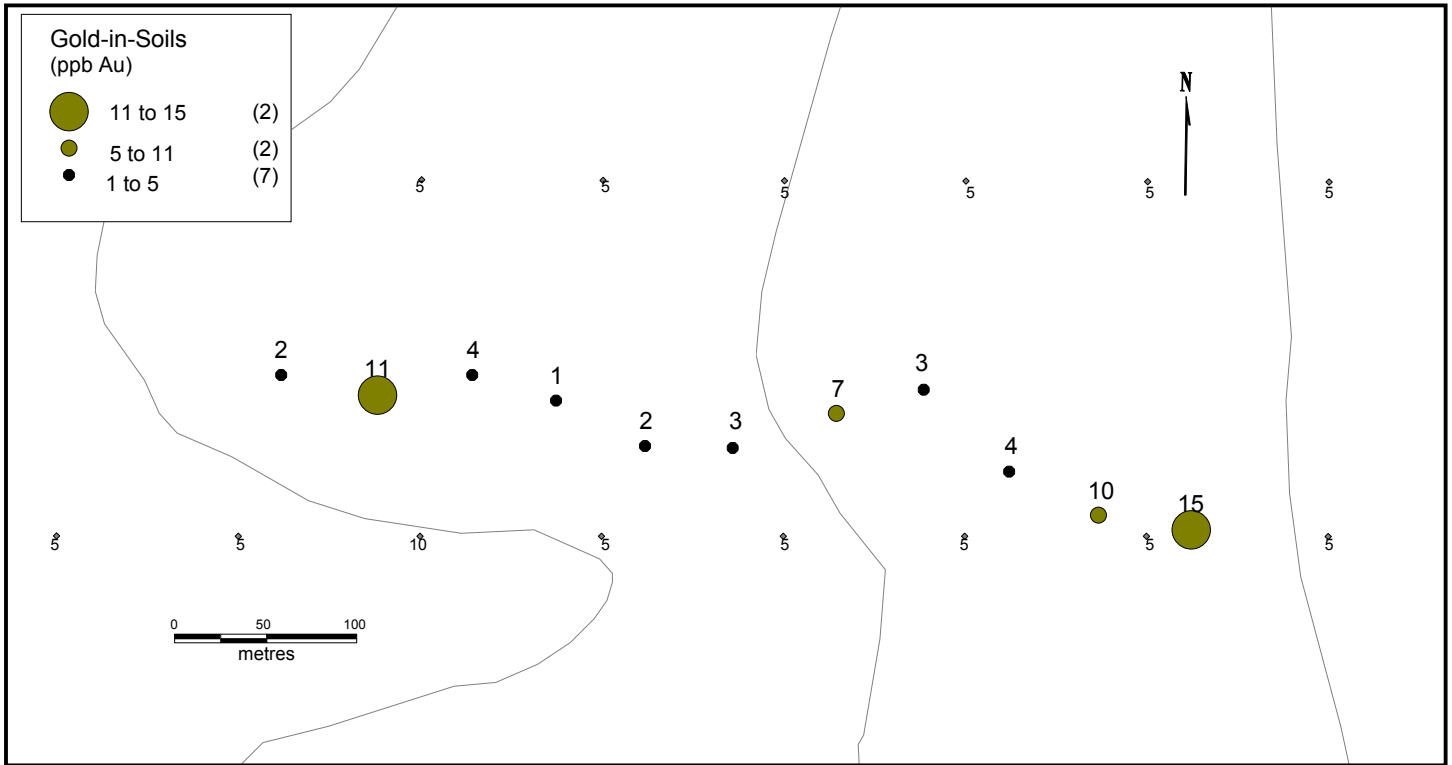 Gold-in-Soils
(ppb Au)
11 to 15 (2)
5 to 11 (2)
1 to 5 (7)
N
5 5 5 5 5 5
2 11 4 1 2 3 7 3 4 10 15
5 5 10 5 5 5 5 5
0 50 100
metres